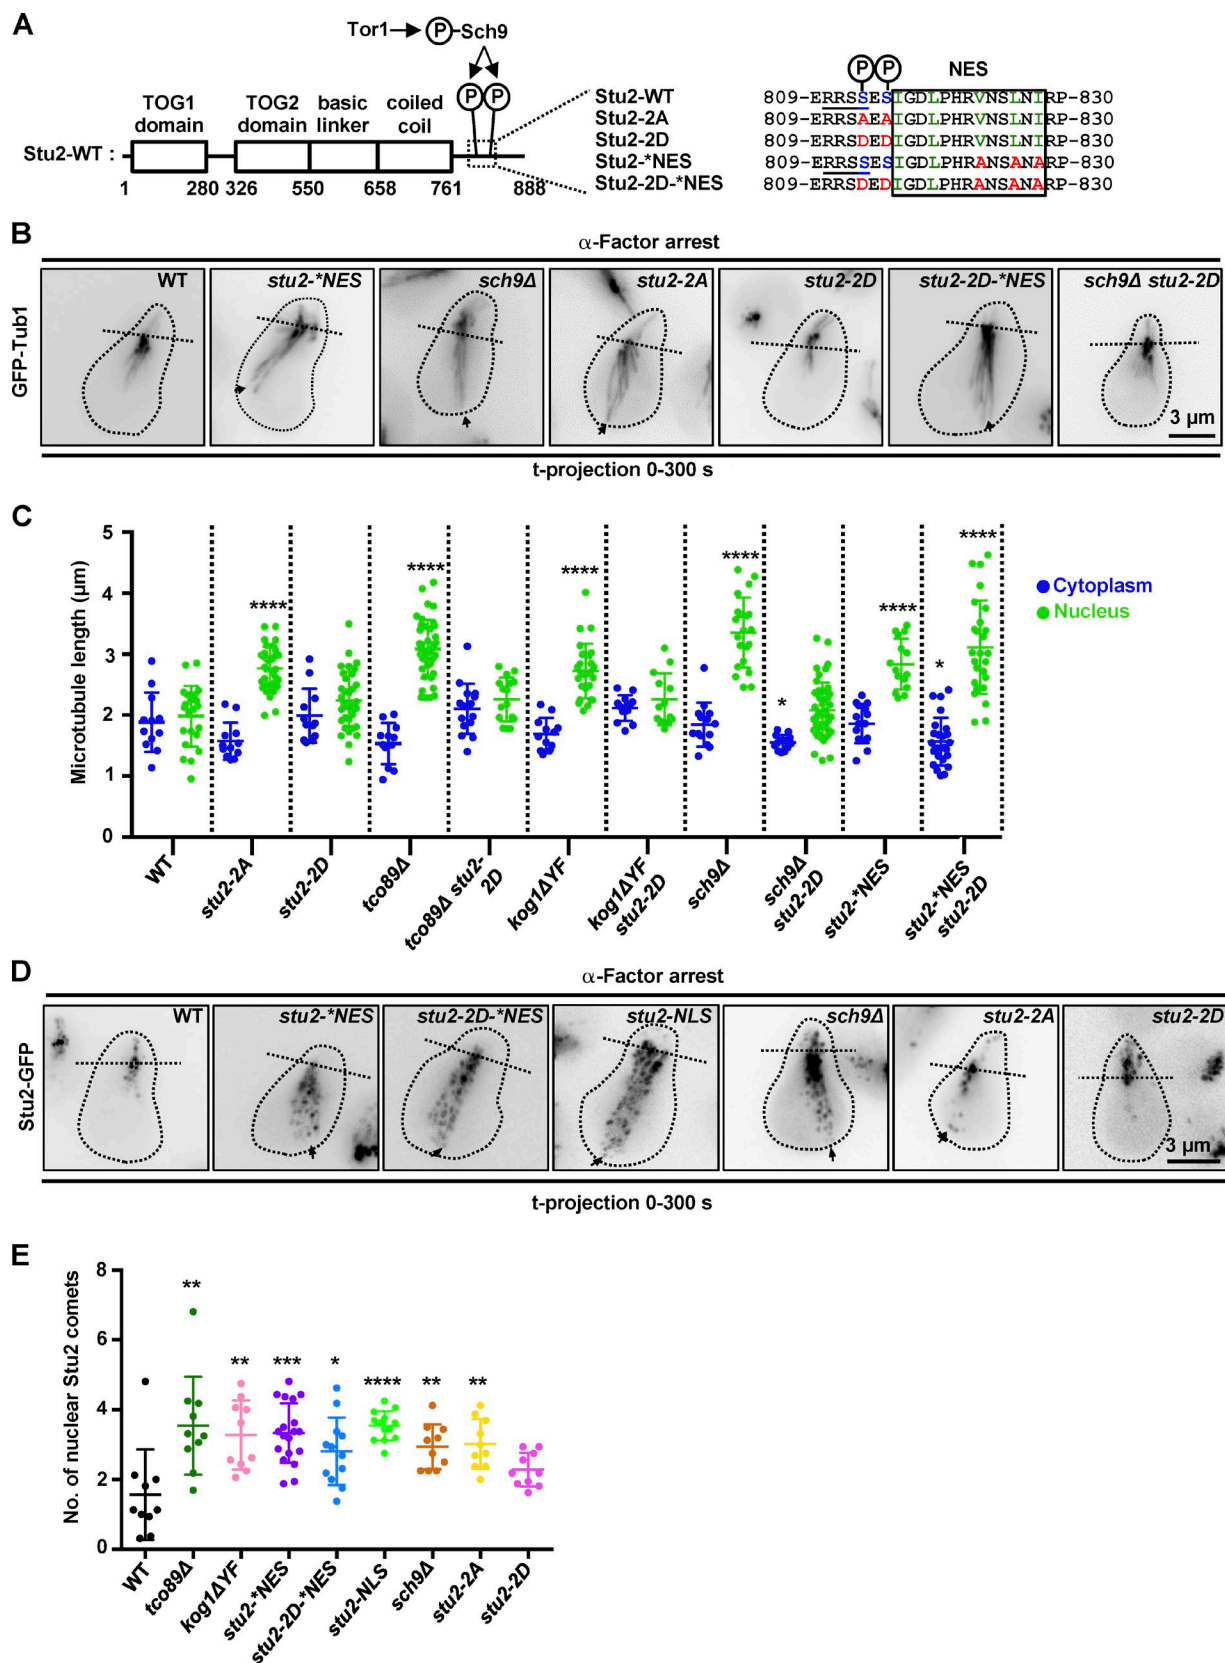 A
Tor1 P Sch9
P P
TOG1 domain
TOG2 domain
basic linker
coiled coil
Stu2-WT :
1 280 326 550 658 761 888
P P NES
Stu2-WT 809-ERRSSESIGDLPHRVNSLNIRP-830
Stu2-2A 809-ERRSAEAIGDLPHRVNSLNIRP-830
Stu2-2D 809-ERRSDEDIGDLPHRVNSLNIRP-830
Stu2-*NES 809-ERRSSESIGDLPHRANSANARP-830
Stu2-2D-*NES 809-ERRSDEDIGDLPHRANSANARP-830
B
α-Factor arrest
GFP-Tub1
WT stu2-*NES sch9Δ stu2-2A stu2-2D stu2-2D-*NES sch9Δ stu2-2D
3 μm
t-projection 0-300 s
C
Microtubule length (μm)
5
4
3
2
1
0
**** **** **** **** * **** * ****
Cytoplasm
Nucleus
WT
stu2-2A
stu2-2D
tco89Δ
tco89Δ stu2-2D
kog1ΔYF
kog1ΔYF stu2-2D
sch9Δ
sch9Δ stu2-2D
stu2-*NES
stu2-*NES stu2-2D
D
α-Factor arrest
Stu2-GFP
WT stu2-*NES stu2-2D-*NES stu2-NLS sch9Δ stu2-2A stu2-2D
3 μm
t-projection 0-300 s
E
No. of nuclear Stu2 comets
8
6
4
2
0
** ** *** * **** ** **
WT
tco89Δ
kog1ΔYF
stu2-*NES
stu2-2D-*NES
stu2-NLS
sch9Δ
stu2-2A
stu2-2D